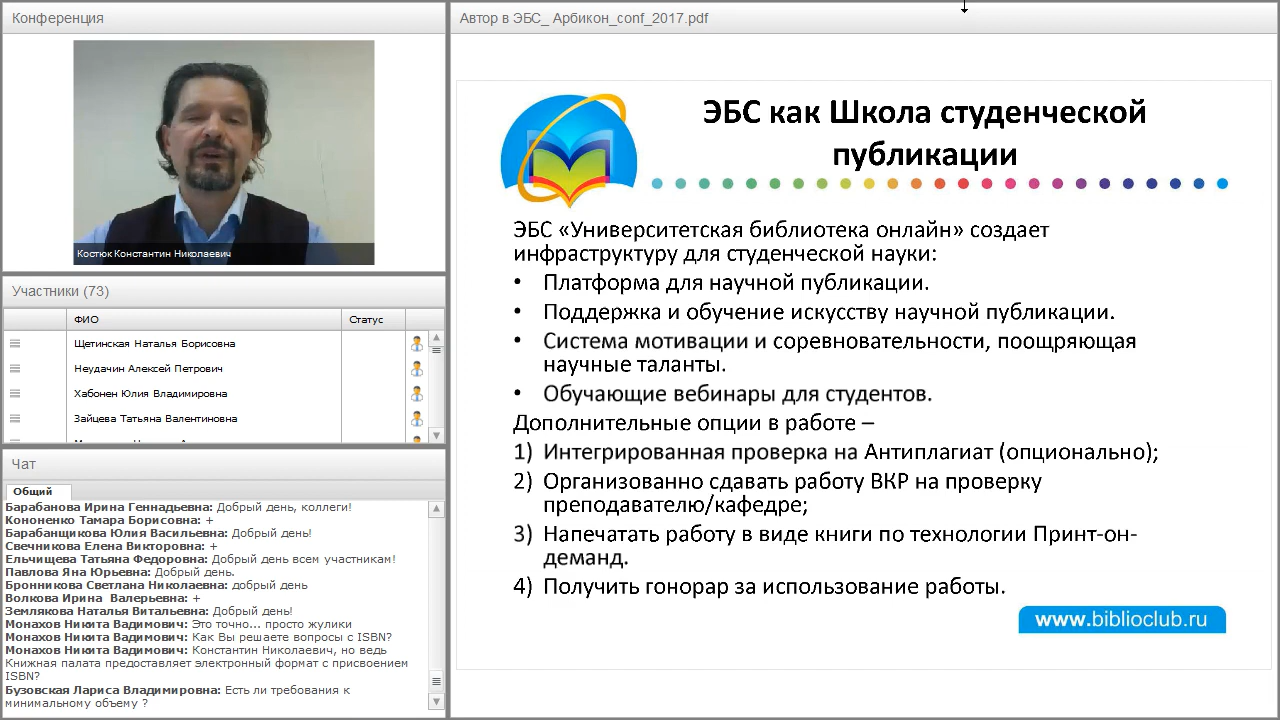 Конференция
Костюк Константин Николаевич
Участники (73)
ФИО
Статус
Щетинская Наталья Борисовна
Неудачин Алексей Петрович
Хабонен Юлия Владимировна
Зайцева Татьяна Валентиновна
Чат
Общий
Барабанова Ирина Геннадьевна: Добрый день, коллеги!
Кононенко Тамара Борисовна: +
Барабанщикова Юлия Васильевна: Добрый день!
Свечникова Елена Викторовна: +
Ельчищева Татьяна Федоровна: Добрый день всем участникам!
Павлова Яна Юрьевна: Добрый день.
Бронникова Светлана Николаевна: добрый день
Волкова Ирина Валерьевна: +
Землякова Наталья Витальевна: Добрый день!
Монахов Никита Вадимович: Это точно... просто жулики
Монахов Никита Вадимович: Как Вы решаете вопросы с ISBN?
Монахов Никита Вадимович: Константин Николаевич, но ведь
Книжная палата предоставляет электронный формат с присвоением
ISBN?
Бузовская Лариса Владимировна: Есть ли требования к
минимальному объему ?
Автор в ЭБС_ Арбикон_conf_2017.pdf
ЭБС как Школа студенческой
публикации
ЭБС «Университетская библиотека онлайн» создает
инфраструктуру для студенческой науки:
• Платформа для научной публикации.
• Поддержка и обучение искусству научной публикации.
• Система мотивации и соревновательности, поощряющая
научные таланты.
• Обучающие вебинары для студентов.
Дополнительные опции в работе –
1) Интегрированная проверка на Антиплагиат (опционально);
2) Организованно сдавать работу ВКР на проверку
преподавателю/кафедре;
3) Напечатать работу в виде книги по технологии Принт-он-
деманд.
4) Получить гонорар за использование работы.
www.biblioclub.ru